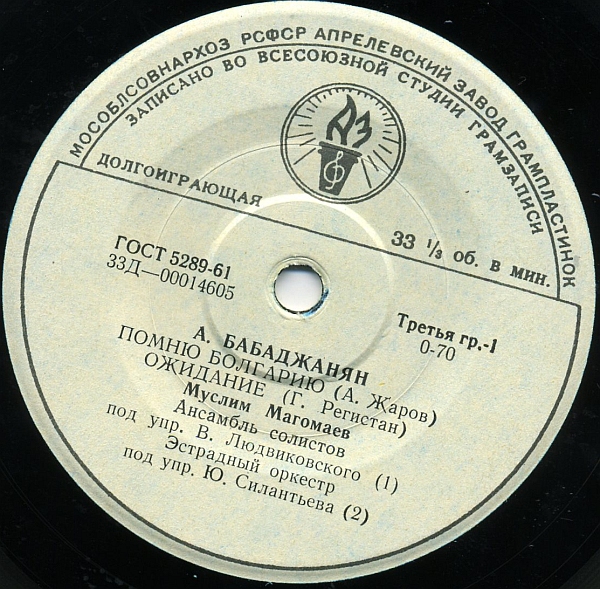 МОСОБЛСОВНАРХОЗ РСФСР АПРЕЛЕВСКИЙ ЗАВОД ГРАМПЛАСТИНОК
ЗАПИСАНО ВО ВСЕСОЮЗНОЙ СТУДИИ ГРАМЗАПИСИ
АЗ
ДОЛГОИГРАЮЩАЯ
33 ⅓ об. в мин.
ГОСТ 5289-61
33Д—00014605
Третья гр.-1
0-70
А. БАБАДЖАНЯН
ПОМНЮ БОЛГАРИЮ (А. Жаров)
ОЖИДАНИЕ (Г. Регистан)
Муслим Магомаев
Ансамбль солистов
под упр. В. Людвиковского (1)
Эстрадный оркестр
под упр. Ю. Силантьева (2)